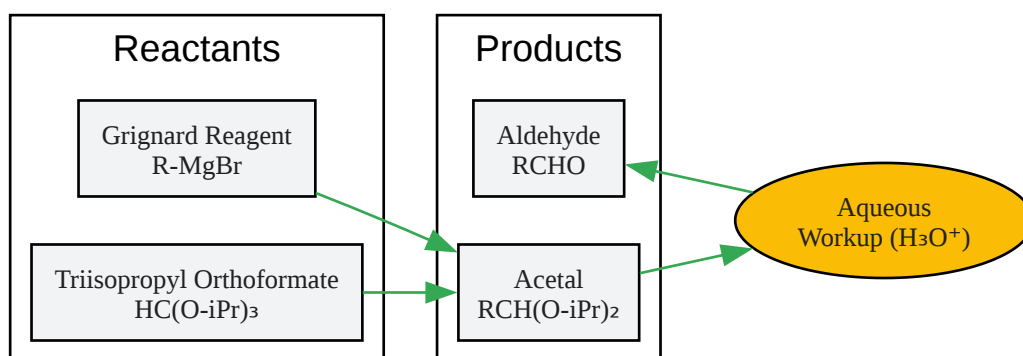 Reactants
Products
Grignard Reagent
R-MgBr
Aldehyde
RCHO
Aqueous
Workup (H₃O⁺)
Triisopropyl Orthoformate
HC(O-iPr)₃
Acetal
RCH(O-iPr)₂